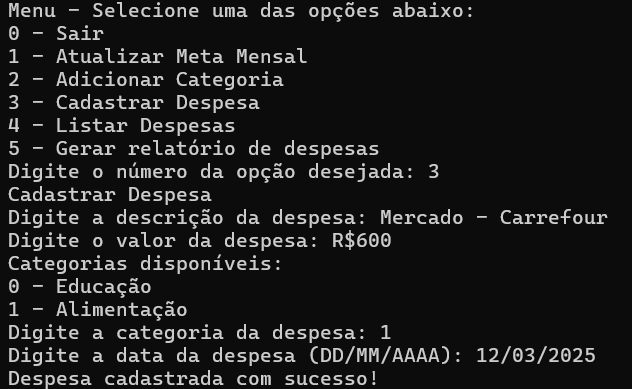 Menu - Selecione uma das opções abaixo:
0 - Sair
1 - Atualizar Meta Mensal
2 - Adicionar Categoria
3 - Cadastrar Despesa
4 - Listar Despesas
5 - Gerar relatório de despesas
Digite o número da opção desejada: 3
Cadastrar Despesa
Digite a descrição da despesa: Mercado - Carrefour
Digite o valor da despesa: R$600
Categorias disponíveis:
0 - Educação
1 - Alimentação
Digite a categoria da despesa: 1
Digite a data da despesa (DD/MM/AAAA): 12/03/2025
Despesa cadastrada com sucesso!